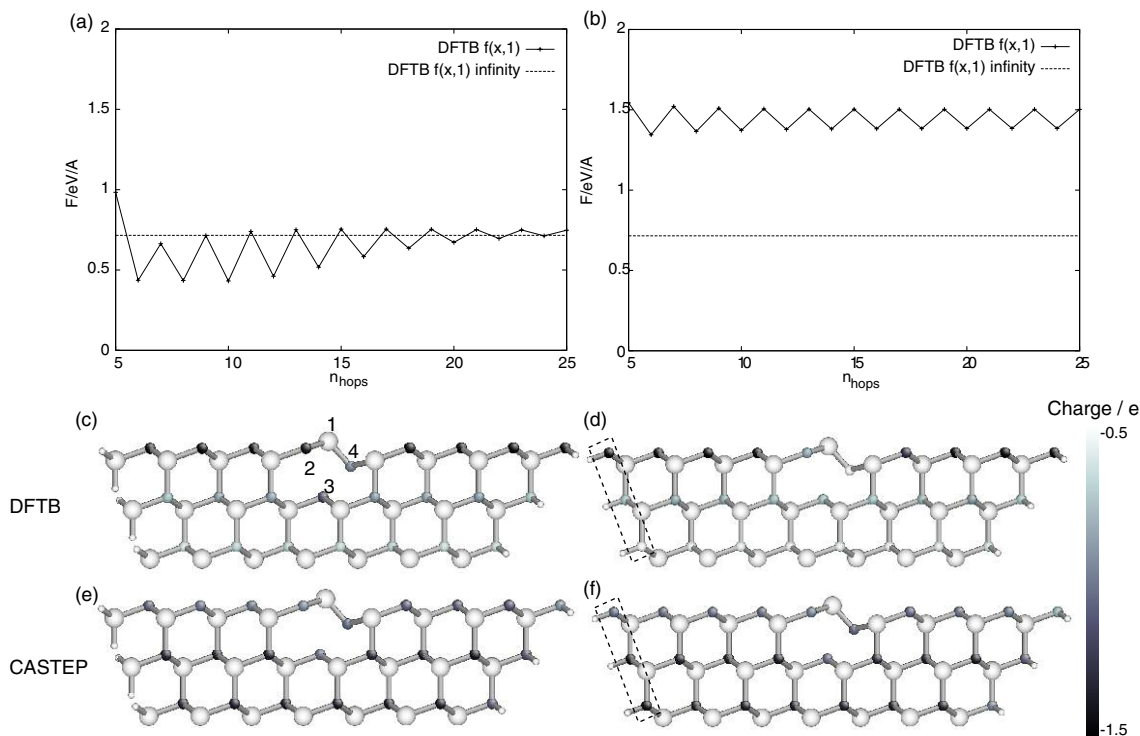 (a)
2
1.5
1
0.5
0
5
10
15
20
25
F/eV/A
n_hops
DFTB f(x,1)
DFTB f(x,1) infinity
(b)
2
1.5
1
0.5
0
5
10
15
20
25
F/eV/A
n_hops
DFTB f(x,1)
DFTB f(x,1) infinity
(c)
1
2
3
4
(d)
DFTB
(e)
(f)
CASTEP
Charge / e
-0.5
-1.5